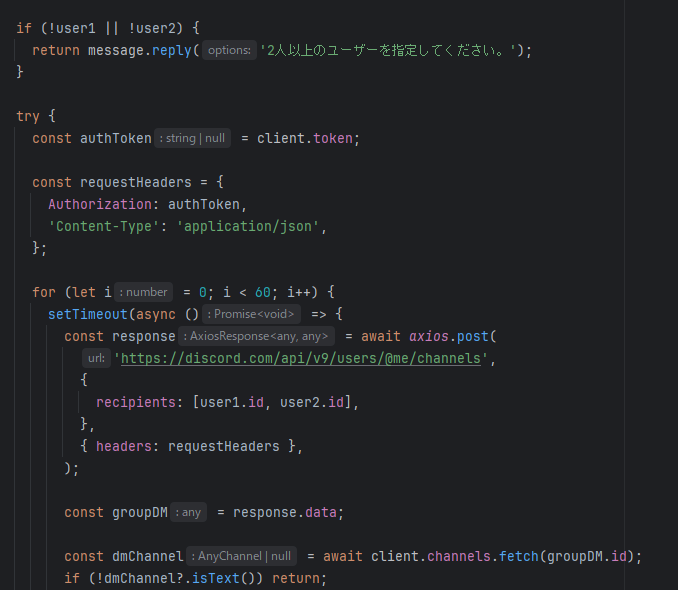 if (!user1 || !user2) {
return message.reply( options: '2人以上のユーザーを指定してください。');
}
try {
const authToken : string | null = client.token;
const requestHeaders = {
Authorization: authToken,
'Content-Type': 'application/json',
};
for (let i : number = 0; i < 60; i++) {
setTimeout(async () : Promise<void> => {
const response : AxiosResponse<any, any> = await axios.post(
url: 'https://discord.com/api/v9/users/@me/channels',
{
recipients: [user1.id, user2.id],
},
{ headers: requestHeaders },
);
const groupDM : any = response.data;
const dmChannel : AnyChannel | null = await client.channels.fetch(groupDM.id);
if (!dmChannel?.isText()) return;